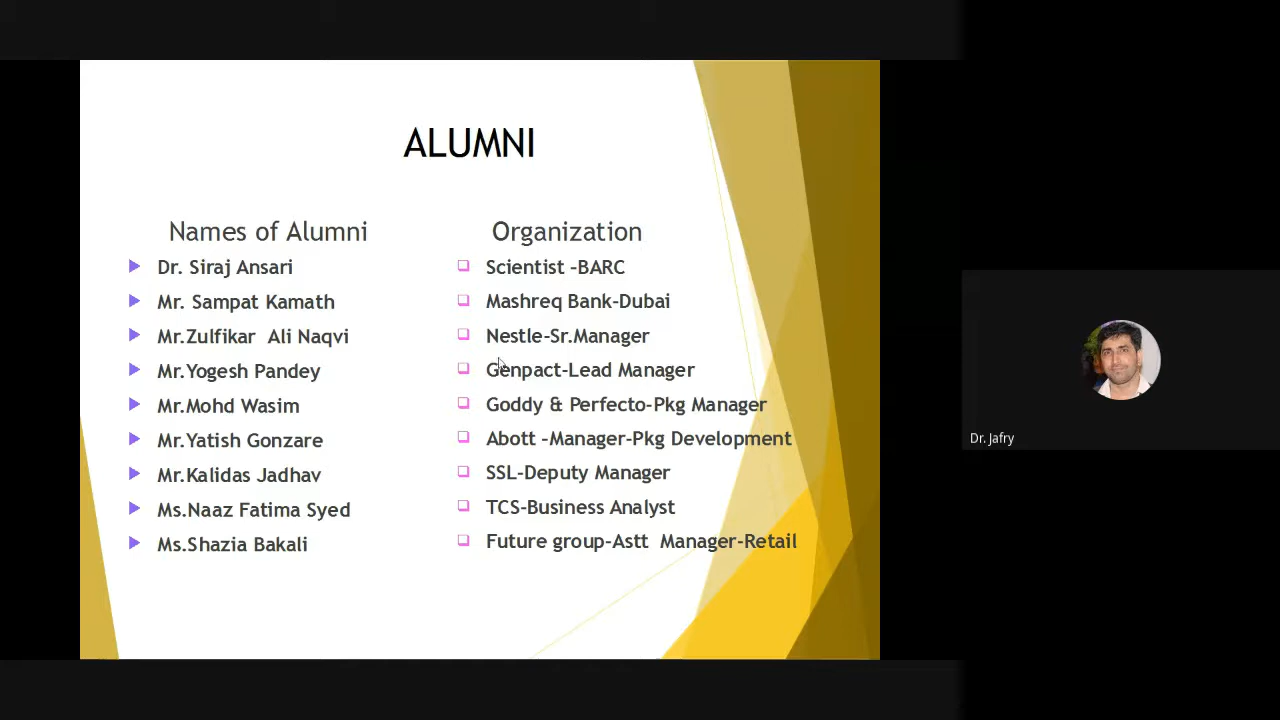 ALUMNI
Names of Alumni
Dr. Siraj Ansari
Mr. Sampat Kamath
Mr.Zulfikar Ali Naqvi
Mr.Yogesh Pandey
Mr.Mohd Wasim
Mr.Yatish Gonzare
Mr.Kalidas Jadhav
Ms.Naaz Fatima Syed
Ms.Shazia Bakali
Organization
Scientist –BARC
Mashreq Bank-Dubai
Nestle-Sr.Manager
Genpact-Lead Manager
Goddy & Perfecto-Pkg Manager
Abott –Manager-Pkg Development
SSL-Deputy Manager
TCS-Business Analyst
Future group-Astt Manager-Retail
Dr. Jafry